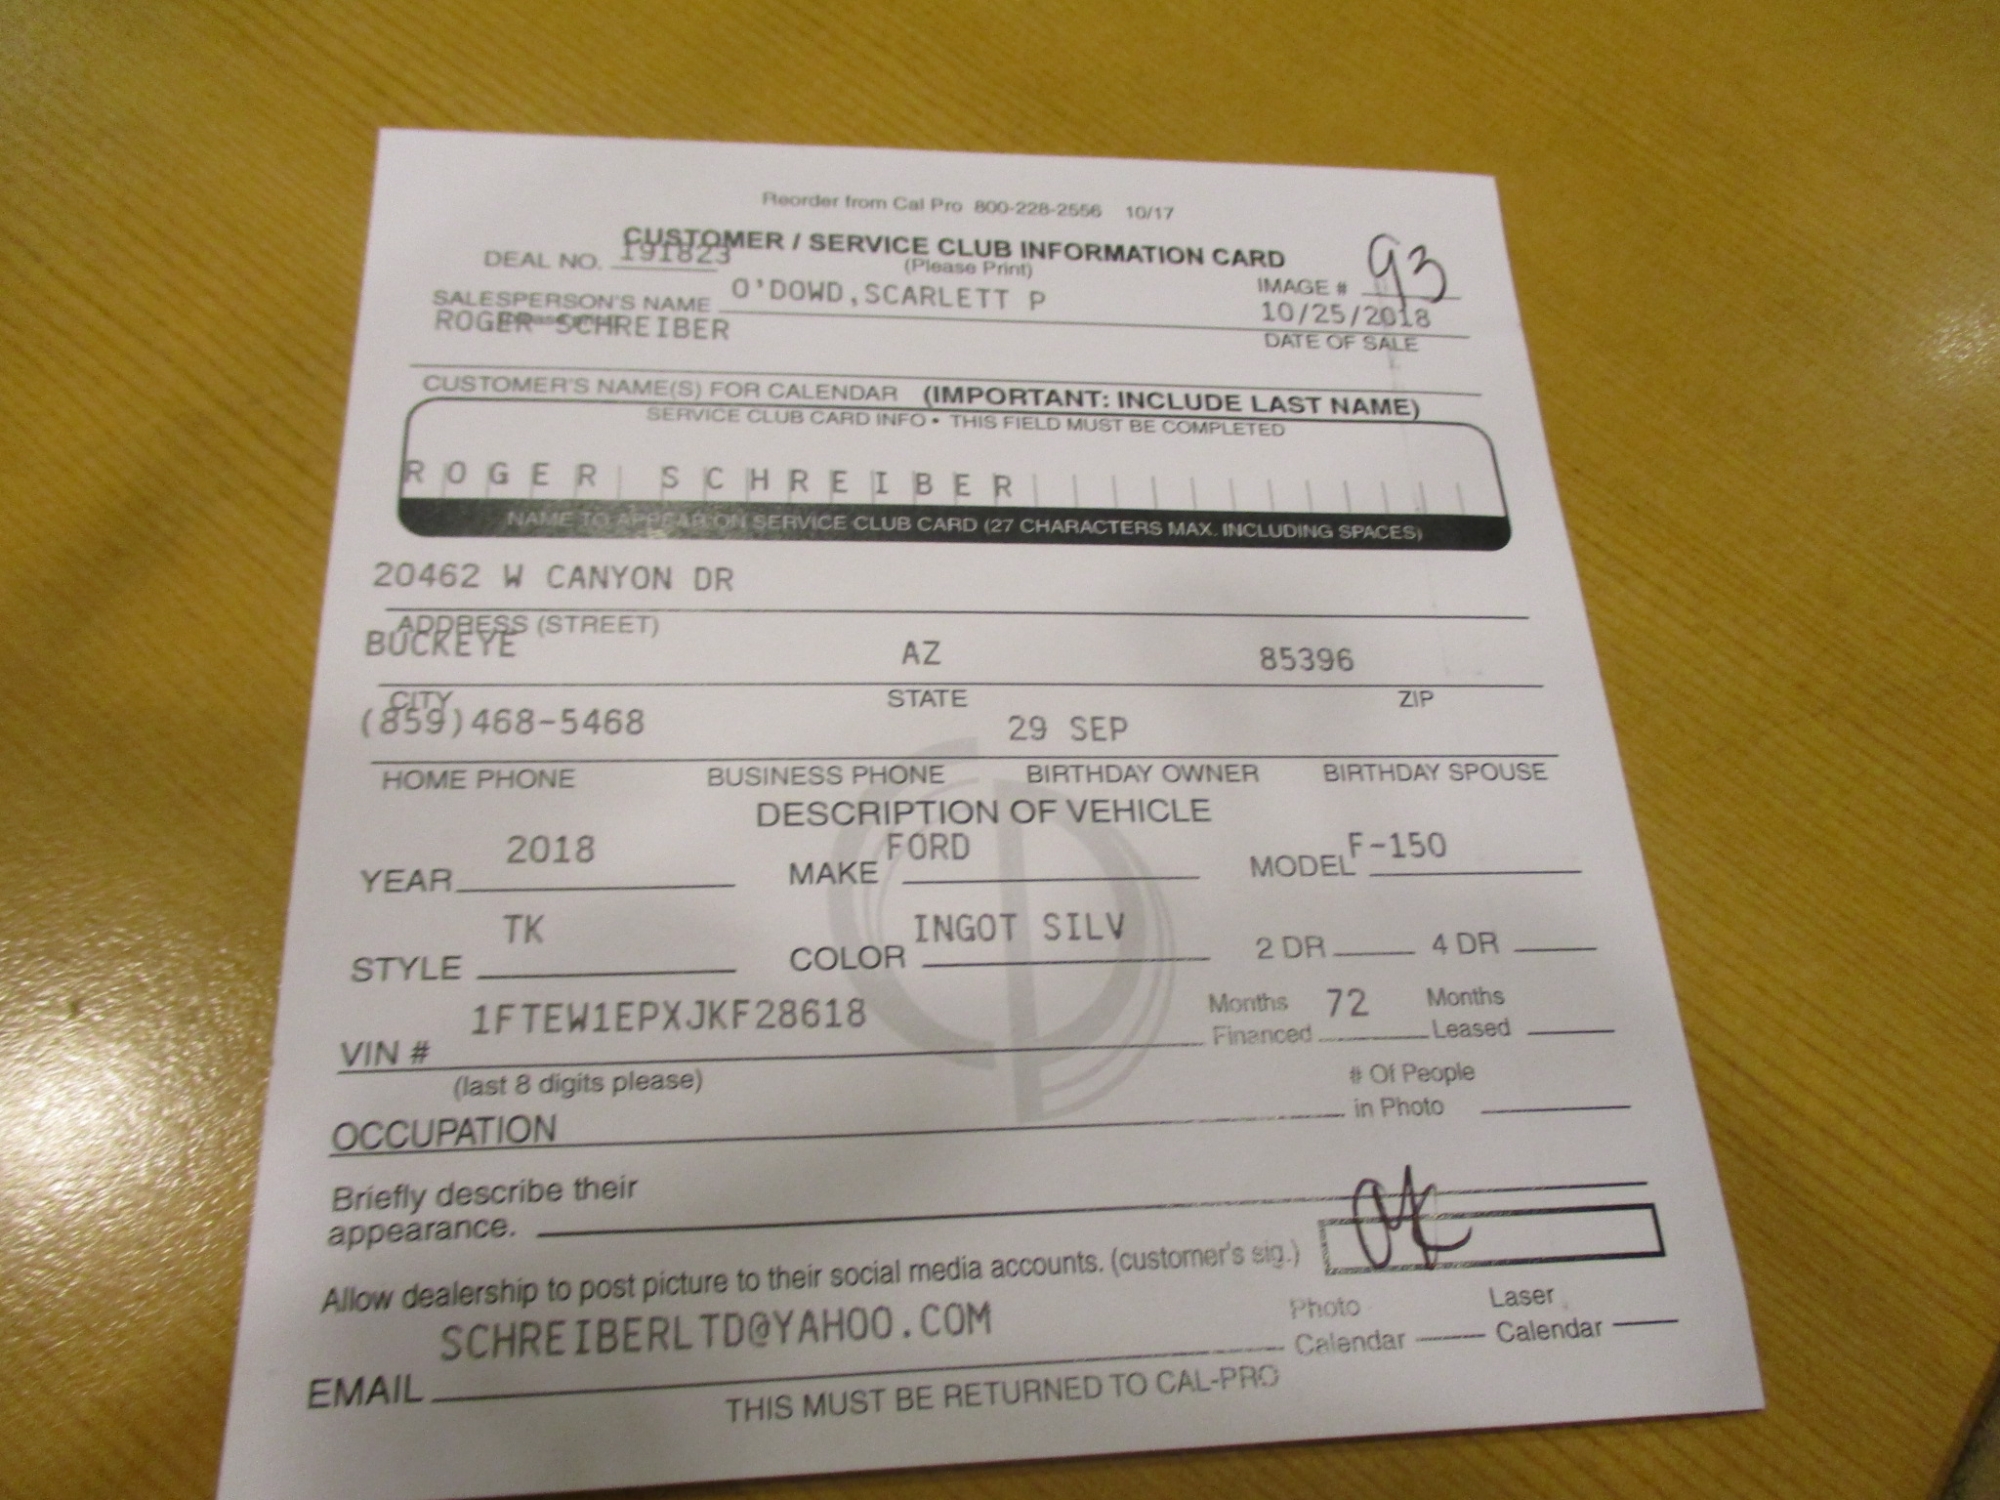 Reorder from Cal Pro 800-228-2556 10/17
CUSTOMER / SERVICE CLUB INFORMATION CARD
(Please Print)
DEAL NO. 191823
IMAGE # 93
SALESPERSON'S NAME O'DOWD,SCARLETT P
10/25/2018
ROGER SCHREIBER
DATE OF SALE
CUSTOMER'S NAME(S) FOR CALENDAR (IMPORTANT: INCLUDE LAST NAME)
SERVICE CLUB CARD INFO • THIS FIELD MUST BE COMPLETED
ROGER SCHREIBER
NAME TO APPEAR ON SERVICE CLUB CARD (27 CHARACTERS MAX. INCLUDING SPACES)
20462 W CANYON DR
ADDRESS (STREET)
BUCKEYE AZ 85396
CITY STATE ZIP
(859)468-5468 29 SEP
HOME PHONE BUSINESS PHONE BIRTHDAY OWNER BIRTHDAY SPOUSE
DESCRIPTION OF VEHICLE
YEAR 2018 MAKE FORD MODEL F-150
STYLE TK COLOR INGOT SILV 2 DR 4 DR
VIN # 1FTEW1EPXJKF28618 Months Financed 72 Months Leased
(last 8 digits please)
OCCUPATION # Of People in Photo
Briefly describe their
appearance.
Allow dealership to post picture to their social media accounts. (customer's sig.)
EMAIL SCHREIBERLTD@YAHOO.COM Photo Calendar Laser Calendar
THIS MUST BE RETURNED TO CAL-PRO